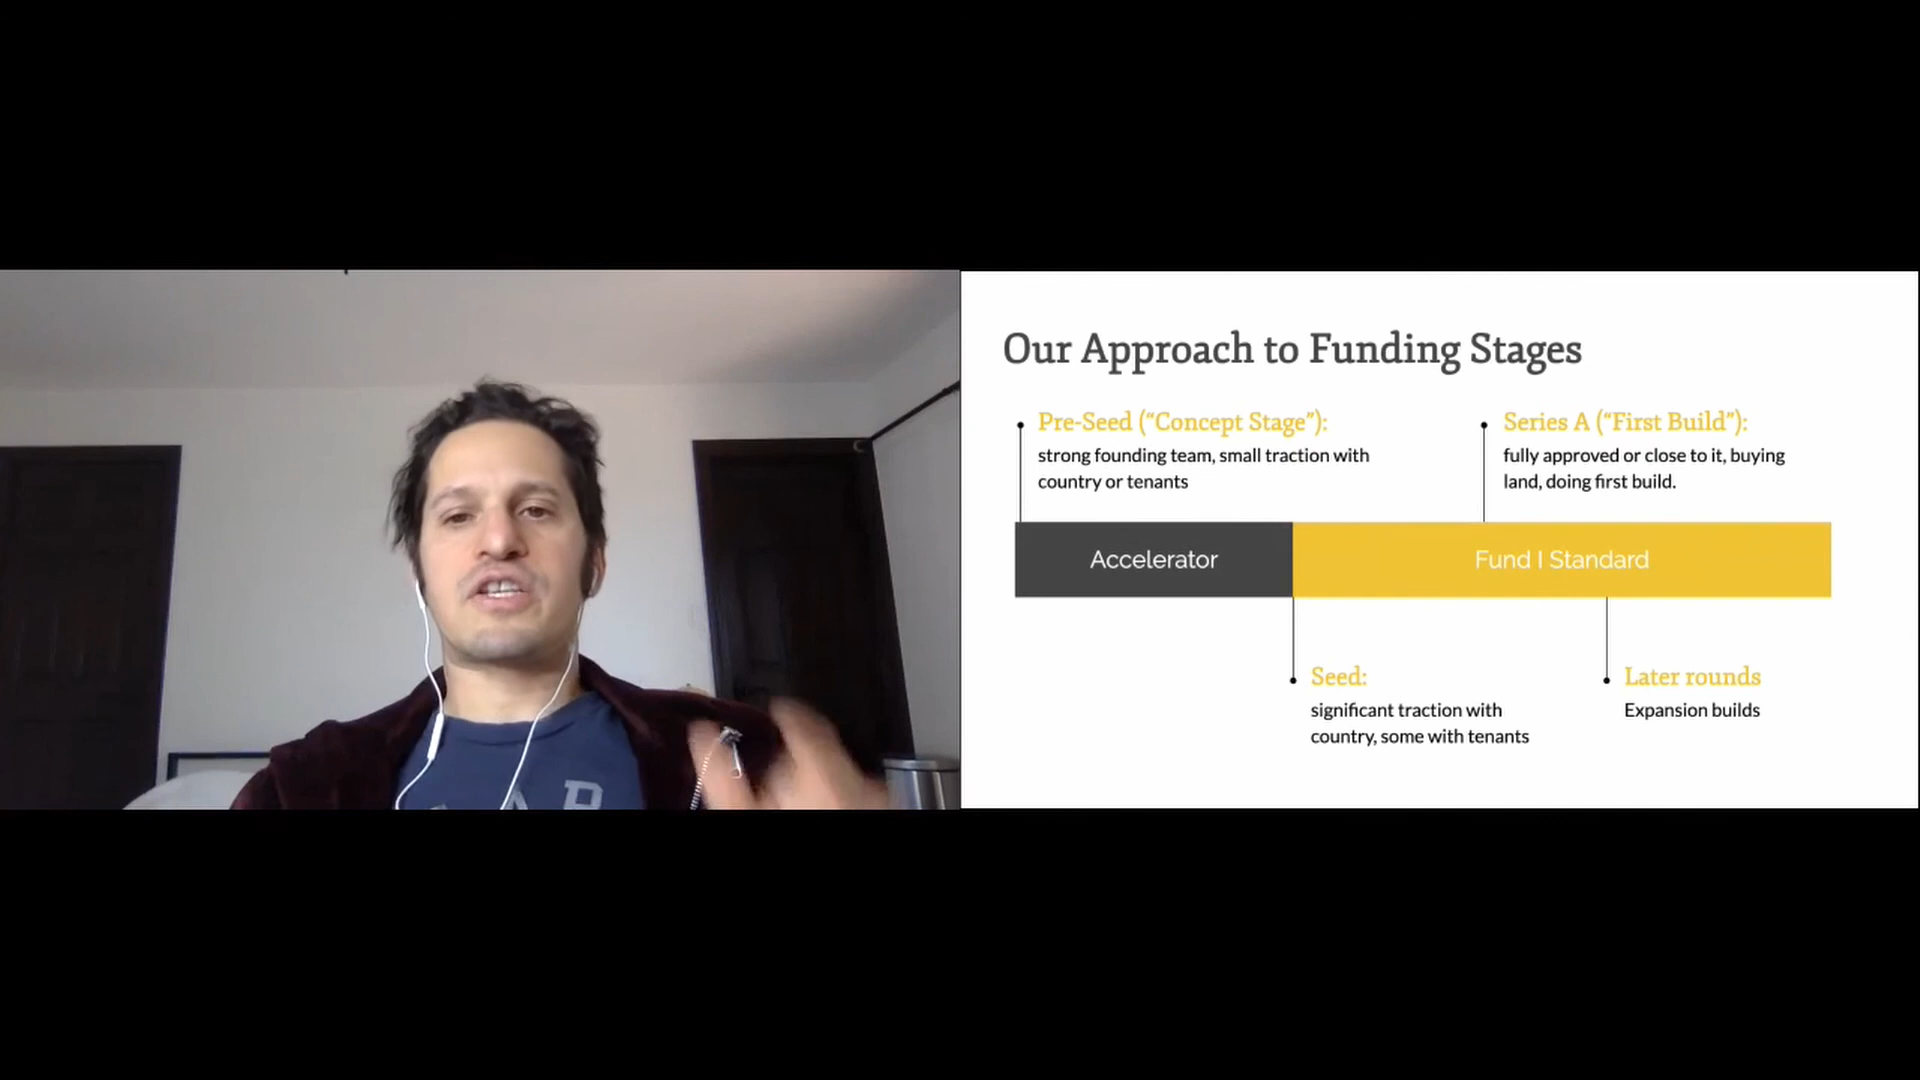 Our Approach to Funding Stages
Pre-Seed (“Concept Stage”):
strong founding team, small traction with
country or tenants
Series A (“First Build”):
fully approved or close to it, buying
land, doing first build.
Accelerator
Fund I Standard
Seed:
significant traction with
country, some with tenants
Later rounds
Expansion builds